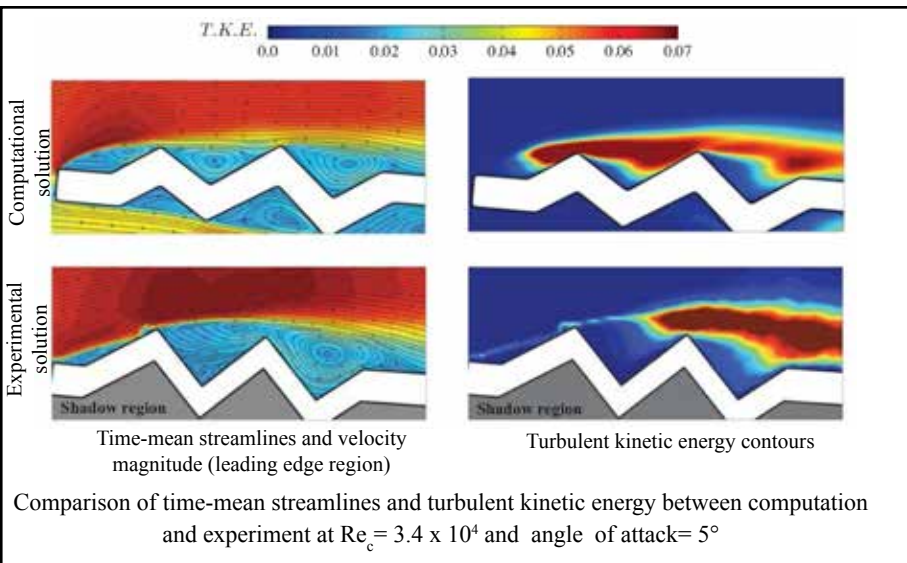 T.K.E.
0.0 0.01 0.02 0.03 0.04 0.05 0.06 0.07
Computational
solution
Experimental
solution
Shadow region
Shadow region
Time-mean streamlines and velocity
magnitude (leading edge region)
Turbulent kinetic energy contours
Comparison of time-mean streamlines and turbulent kinetic energy between computation
and experiment at Re_c= 3.4 x 10⁴ and angle of attack= 5°